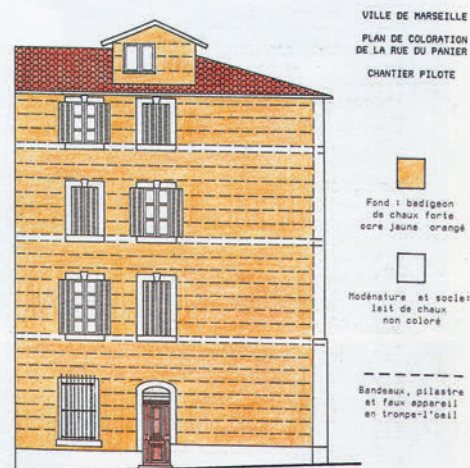 VILLE DE MARSEILLE
PLAN DE COLORATION
DE LA RUE DU PANIER
CHANTIER PILOTE
Fond : badigeon
de chaux forte
ocre jaune orangé
Modénature et socle:
lait de chaux
non coloré
Bandeaux, pilastre
et faux appareil
en trompe-l'oeil